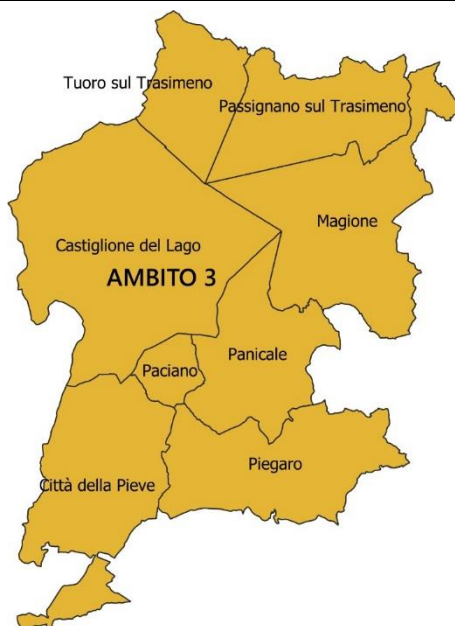 Tuoro sul Trasimeno
Passignano sul Trasimeno
Magione
Castiglione del Lago
AMBITO 3
Panicale
Paciano
Piegaro
Città della Pieve